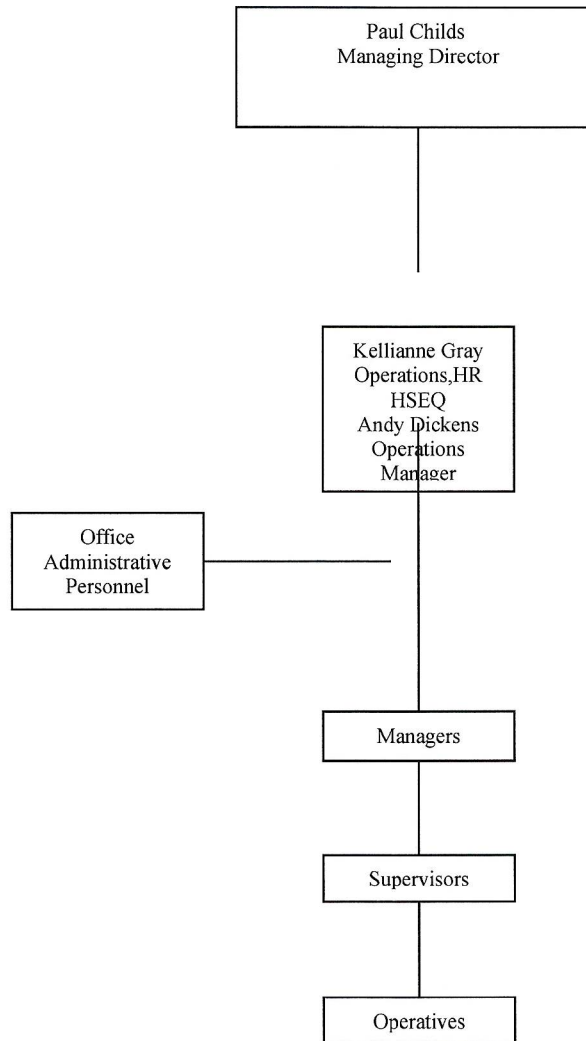 Paul Childs
Managing Director
Kellianne Gray
Operations,HR
HSEQ
Andy Dickens
Operations
Manager
Office
Administrative
Personnel
Managers
Supervisors
Operatives